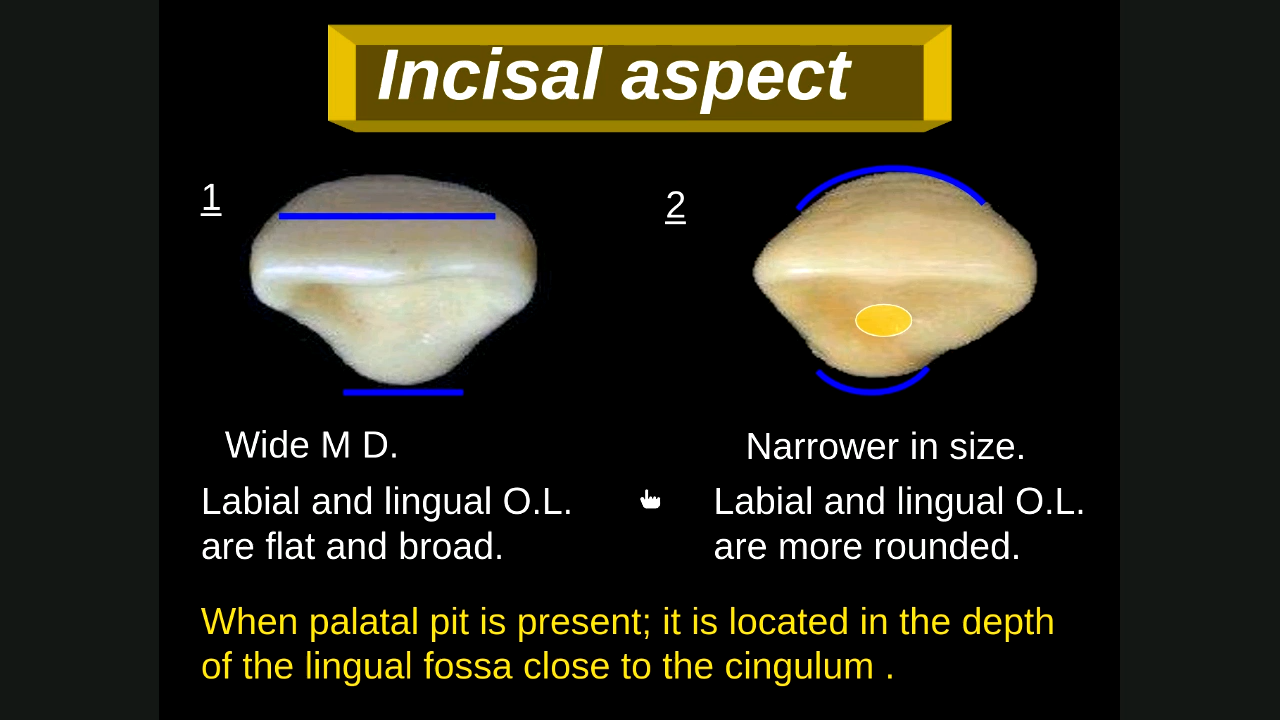 Incisal aspect
1
2
Wide M D.
Narrower in size.
Labial and lingual O.L.
are flat and broad.
Labial and lingual O.L.
are more rounded.
When palatal pit is present; it is located in the depth
of the lingual fossa close to the cingulum .